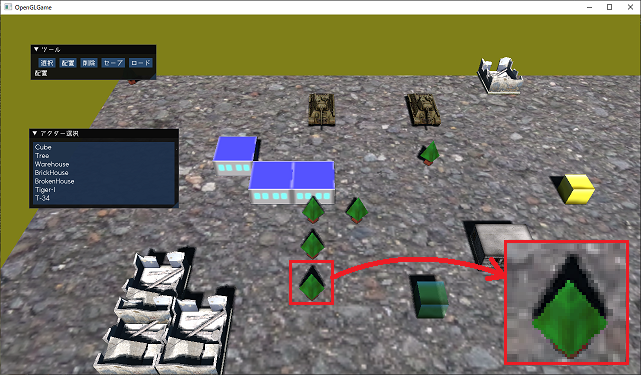 OpenGLGame
▼ ツール
選択 配置 削除 セーブ ロード
配置
▼ アクター選択
Cube
Tree
Warehouse
BrickHouse
BrokenHouse
Tiger-I
T-34